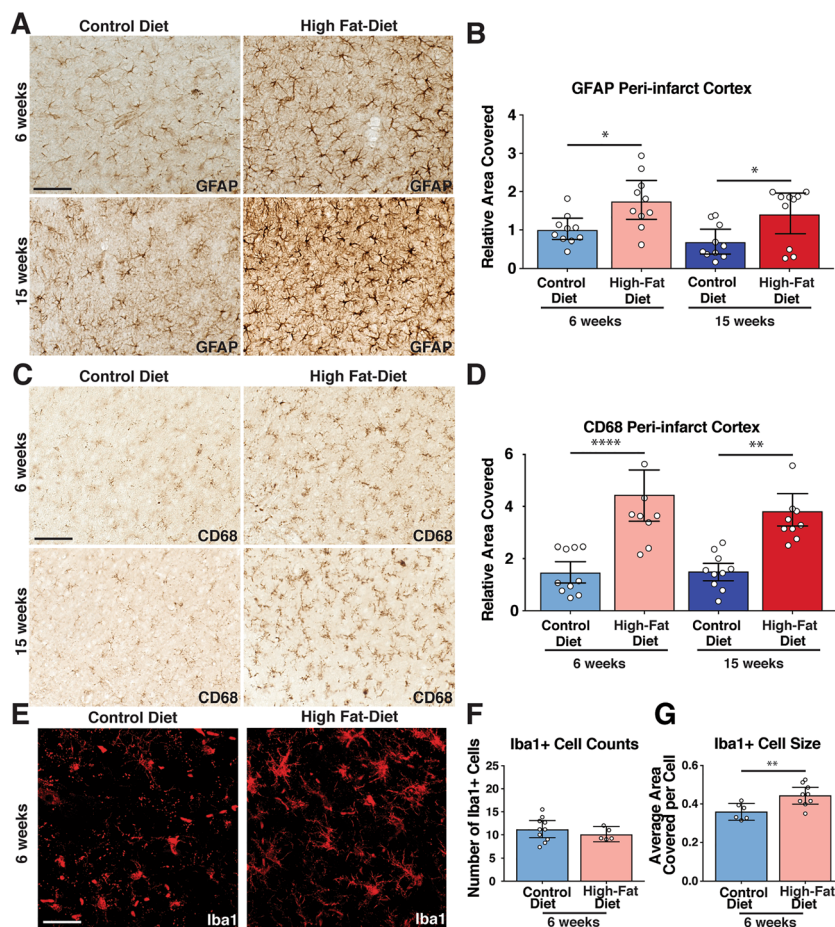 A
Control Diet
High Fat-Diet
6 weeks
GFAP
GFAP
15 weeks
GFAP
GFAP
B
GFAP Peri-infarct Cortex
Relative Area Covered
4
3
2
1
0
*
*
Control
Diet
High-Fat
Diet
Control
Diet
High-Fat
Diet
6 weeks
15 weeks
C
Control Diet
High Fat-Diet
6 weeks
CD68
CD68
15 weeks
CD68
CD68
D
CD68 Peri-infarct Cortex
Relative Area Covered
6
4
2
0
****
**
Control
Diet
High-Fat
Diet
Control
Diet
High-Fat
Diet
6 weeks
15 weeks
E
Control Diet
High Fat-Diet
6 weeks
Iba1
Iba1
F
Iba1+ Cell Counts
Number of Iba1+ Cells
25
20
15
10
5
0
Control
Diet
High-Fat
Diet
6 weeks
G
Iba1+ Cell Size
Average Area
Covered per Cell
0.6
0.4
0.2
0.0
**
Control
Diet
High-Fat
Diet
6 weeks